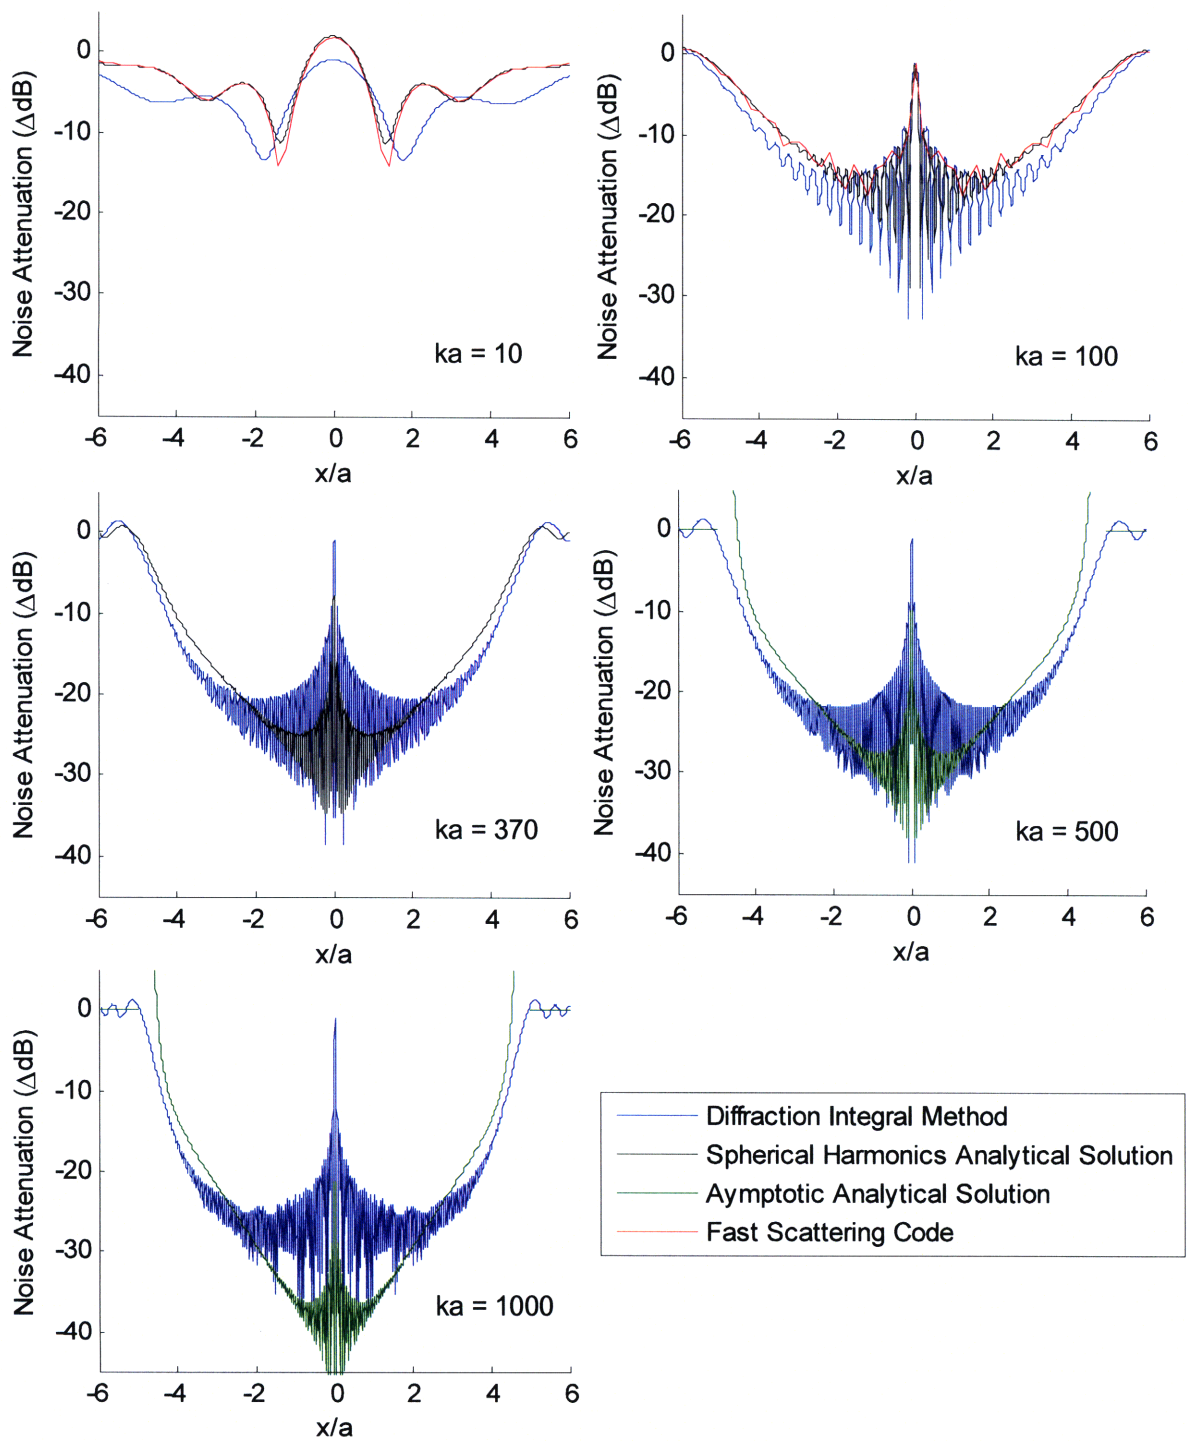 0
-10
-20
-30
-40
Noise Attenuation (ΔdB)
ka = 10
-6 -4 -2 0 2 4 6
x/a
0
-10
-20
-30
-40
Noise Attenuation (ΔdB)
ka = 100
-6 -4 -2 0 2 4 6
x/a
0
-10
-20
-30
-40
Noise Attenuation (ΔdB)
ka = 370
-6 -4 -2 0 2 4 6
x/a
0
-10
-20
-30
-40
Noise Attenuation (ΔdB)
ka = 500
-6 -4 -2 0 2 4 6
x/a
0
-10
-20
-30
-40
Noise Attenuation (ΔdB)
ka = 1000
-6 -4 -2 0 2 4 6
x/a
Diffraction Integral Method
Spherical Harmonics Analytical Solution
Aymptotic Analytical Solution
Fast Scattering Code